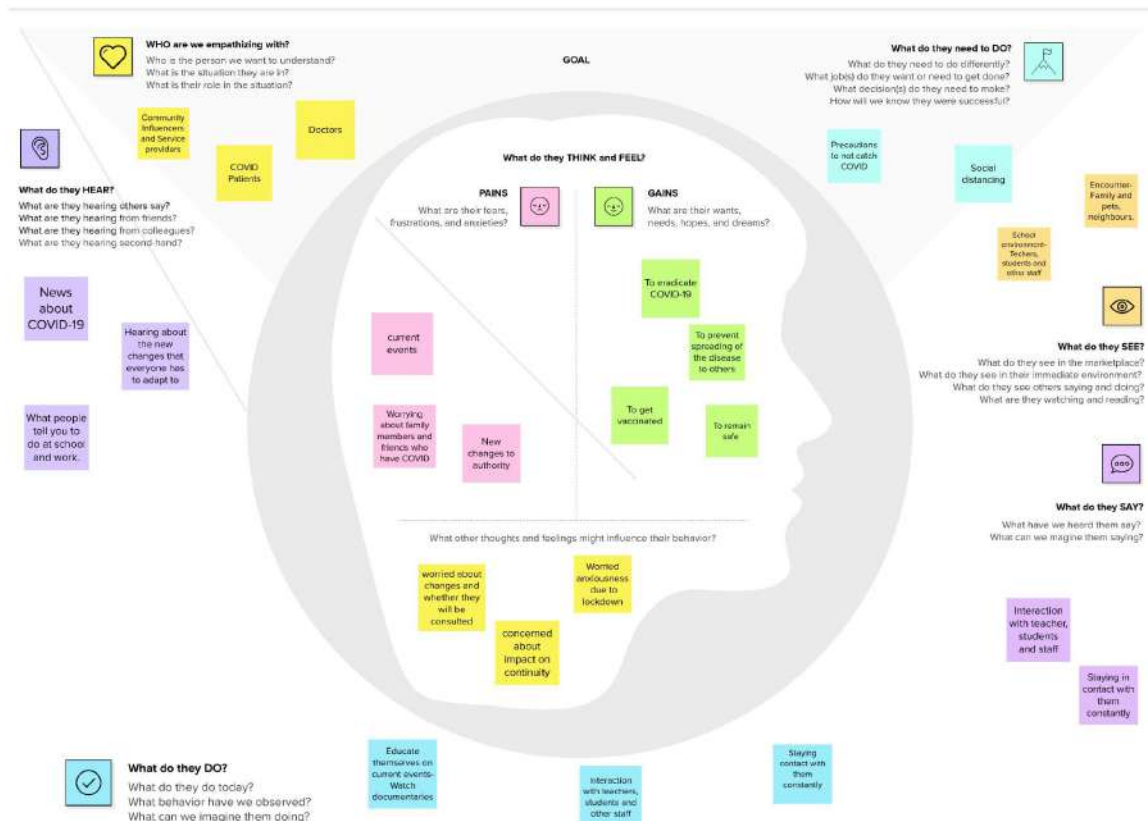 WHO are we empathizing with?
Who is the person we want to understand?
What is the situation they are in?
What is their role in the situation?
Community
Influencers
and Service
providers
COVID
Patients
Doctors
GOAL
What do they need to DO?
What do they need to do differently?
What job(s) do they want or need to get done?
What decision(s) do they need to make?
How will we know they were successful?
Precautions
to not catch
COVID
Social
distancing
Encounter-
Family and
pets,
neighbours.
School
environment-
Techers,
students and
other staff
What do they SEE?
What do they see in the marketplace?
What do they see in their immediate environment?
What do they see others saying and doing?
What are they watching and reading?
What do they SAY?
What have we heard them say?
What can we magine them saying?
Interaction
with teacher,
students
and staff
Staying in
contact with
them
constantly
What do they DO?
What do they do today?
What behavior have we observed?
What can we imagine them doing?
Educate
themselves on
current events-
Watch
documentaries
Interaction
with teachers,
students and
other staff
Staying
contact with
them
constantly
What do they HEAR?
What are they hearing others say?
What are they hearing from friends?
What are they hearing from colleagues?
What are they hearing second-hand?
News
about
COVID-19
Hearing about
the new
changes that
everyone has
to adapt to
What people
tell you to
do at school
and work.
What do they THINK and FEEL?
PAINS
What are their fears,
frustrations, and anxieties?
current
events
Worrying
about family
members and
friends who
have COVID
New
changes to
authority
GAINS
What are their wants,
needs, hopes, and dreams?
To eradicate
COVID-19
To prevent
spreading of
the disease
to others
To get
vaccinated
To remain
safe
What other thoughts and feelings might influence their behavior?
worried about
changes and
whether they
will be
consulted
concerned
about
impact on
continuity
Worried
anxiousness
due to
lockdown